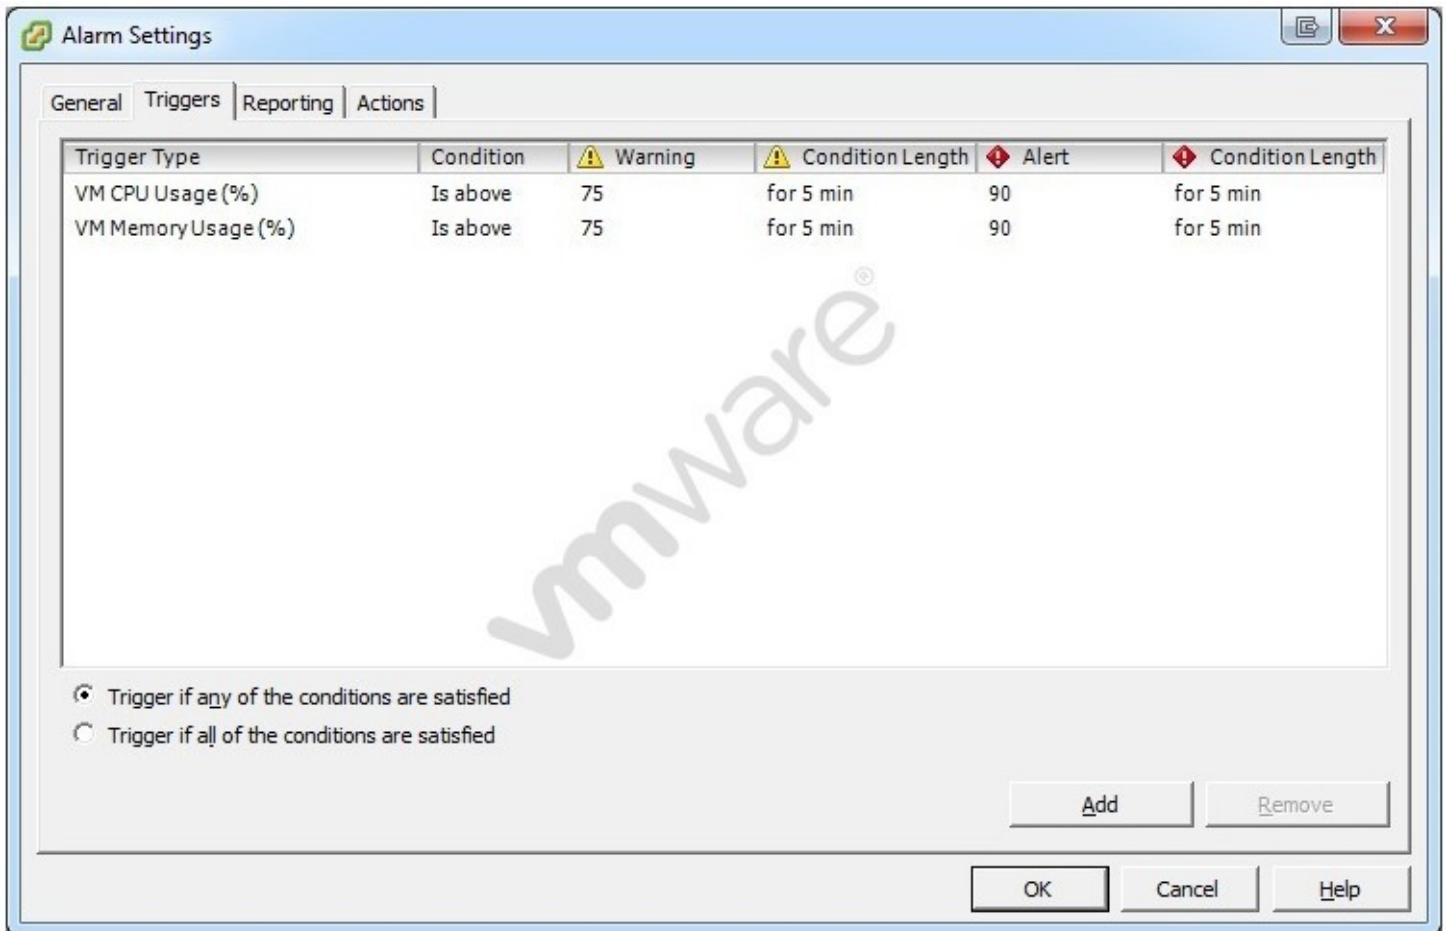 Alarm Settings
General Triggers Reporting Actions
Trigger Type Condition Warning Condition Length Alert Condition Length
VM CPU Usage (%) Is above 75 for 5 min 90 for 5 min
VM Memory Usage (%) Is above 75 for 5 min 90 for 5 min
vmware®
Trigger if any of the conditions are satisfied
Trigger if all of the conditions are satisfied
Add Remove
OK Cancel Help